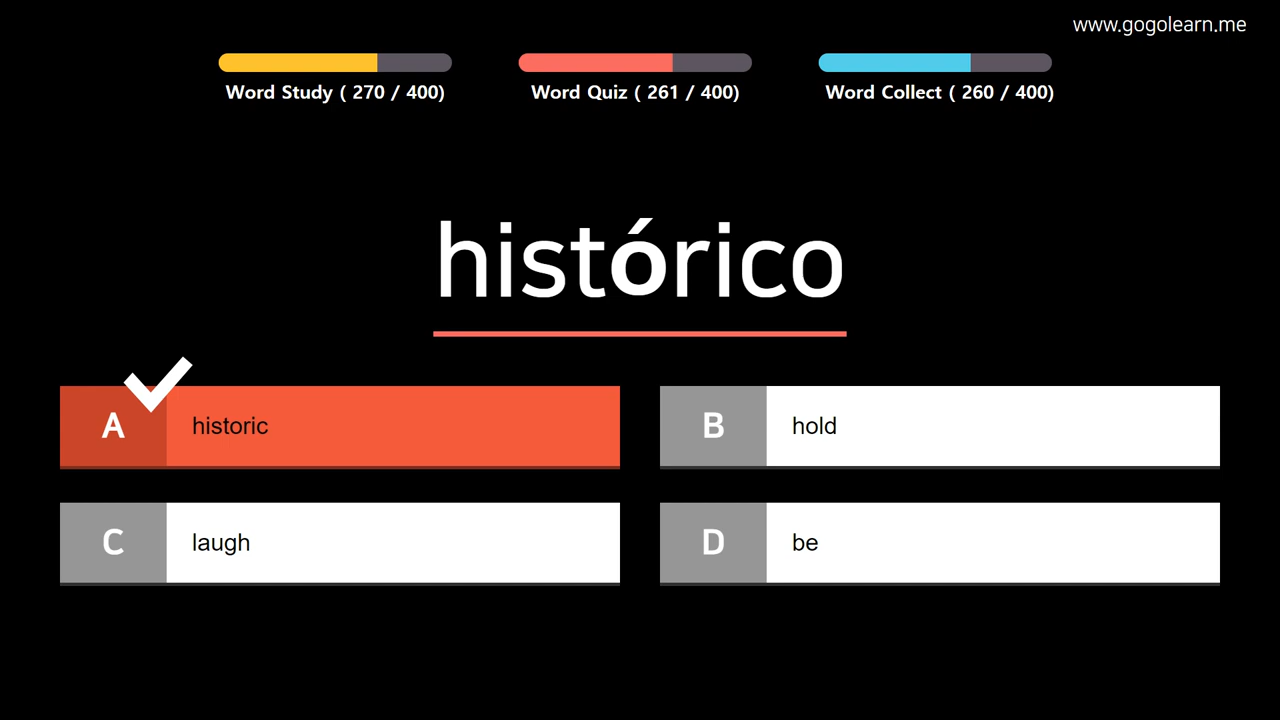 www.gogolearn.me
Word Study ( 270 / 400)
Word Quiz ( 261 / 400)
Word Collect ( 260 / 400)
histórico
A historic
B hold
C laugh
D be